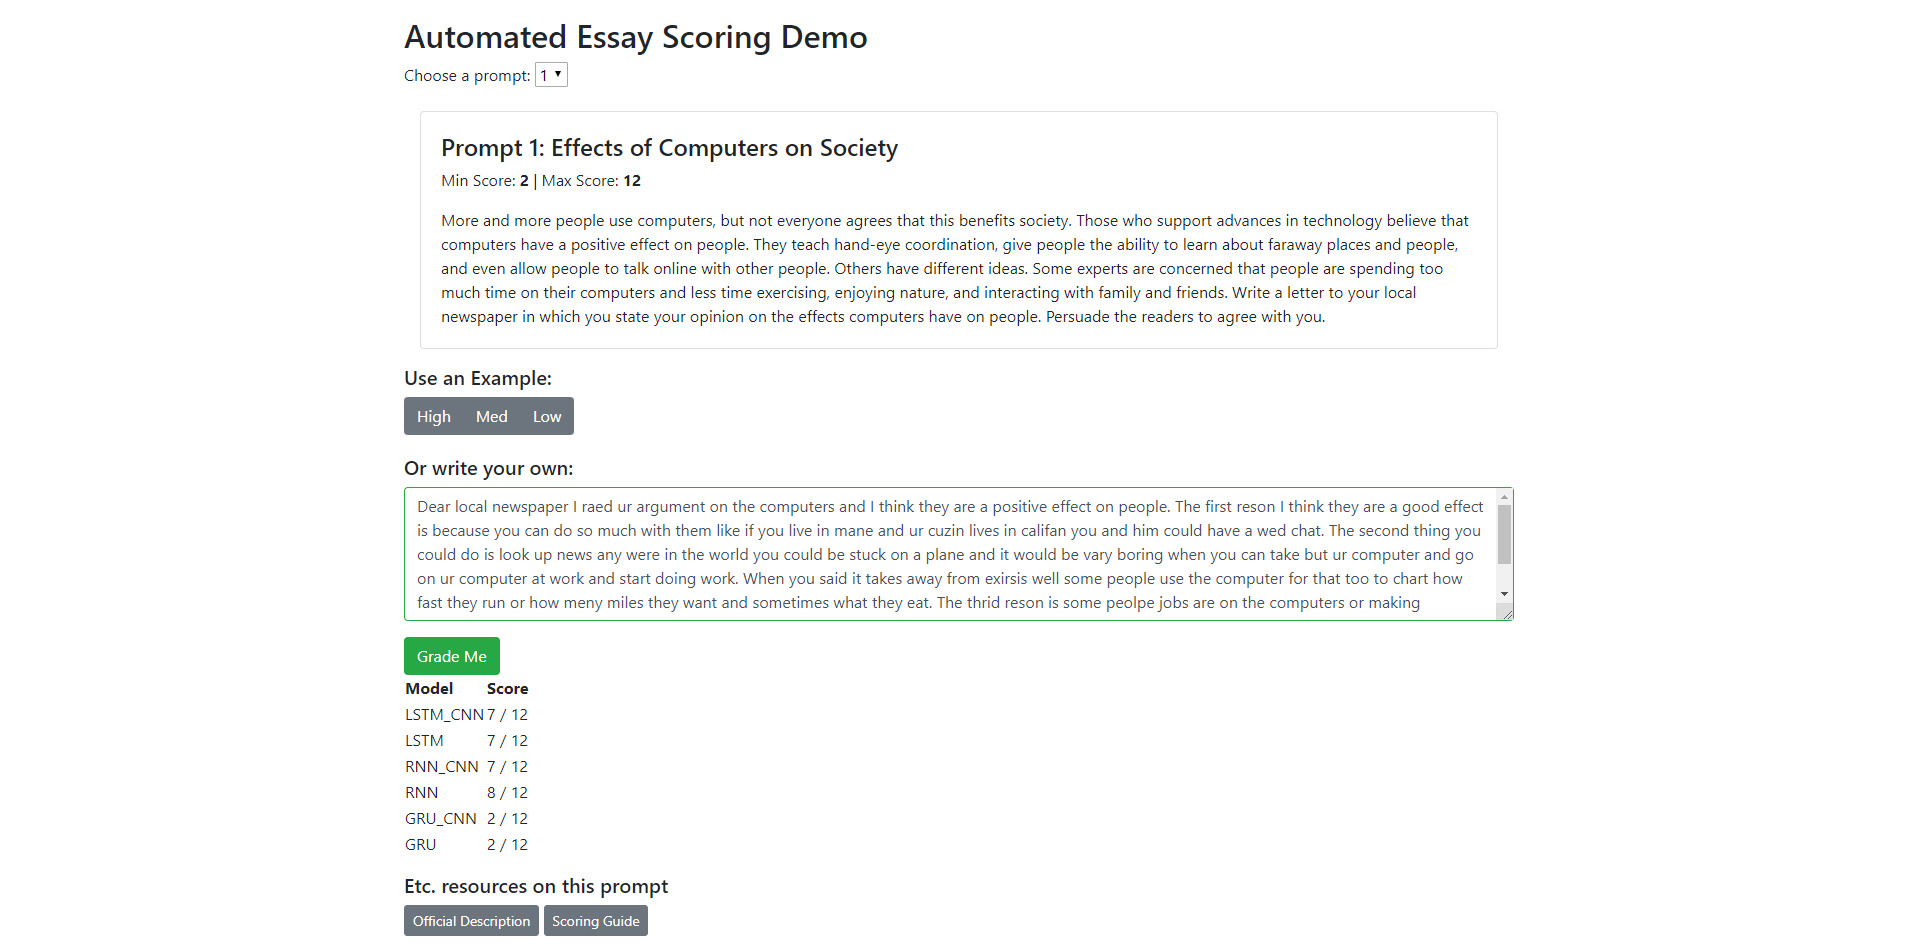 Automated Essay Scoring Demo
Choose a prompt: 1
Prompt 1: Effects of Computers on Society
Min Score: 2 | Max Score: 12
More and more people use computers, but not everyone agrees that this benefits society. Those who support advances in technology believe that
computers have a positive effect on people. They teach hand-eye coordination, give people the ability to learn about faraway places and people,
and even allow people to talk online with other people. Others have different ideas. Some experts are concerned that people are spending too
much time on their computers and less time exercising, enjoying nature, and interacting with family and friends. Write a letter to your local
newspaper in which you state your opinion on the effects computers have on people. Persuade the readers to agree with you.
Use an Example:
High Med Low
Or write your own:
Dear local newspaper I raed ur argument on the computers and I think they are a positive effect on people. The first reson I think they are a good effect
is because you can do so much with them like if you live in mane and ur cuzin lives in califan you and him could have a wed chat. The second thing you
could do is look up news any were in the world you could be stuck on a plane and it would be vary boring when you can take but ur computer and go
on ur computer at work and start doing work. When you said it takes away from exirsis well some people use the computer for that too to chart how
fast they run or how meny miles they want and sometimes what they eat. The thrid reson is some peolpe jobs are on the computers or making
Grade Me
Model Score
LSTM_CNN 7 / 12
LSTM 7 / 12
RNN_CNN 7 / 12
RNN 8 / 12
GRU_CNN 2 / 12
GRU 2 / 12
Etc. resources on this prompt
Official Description Scoring Guide